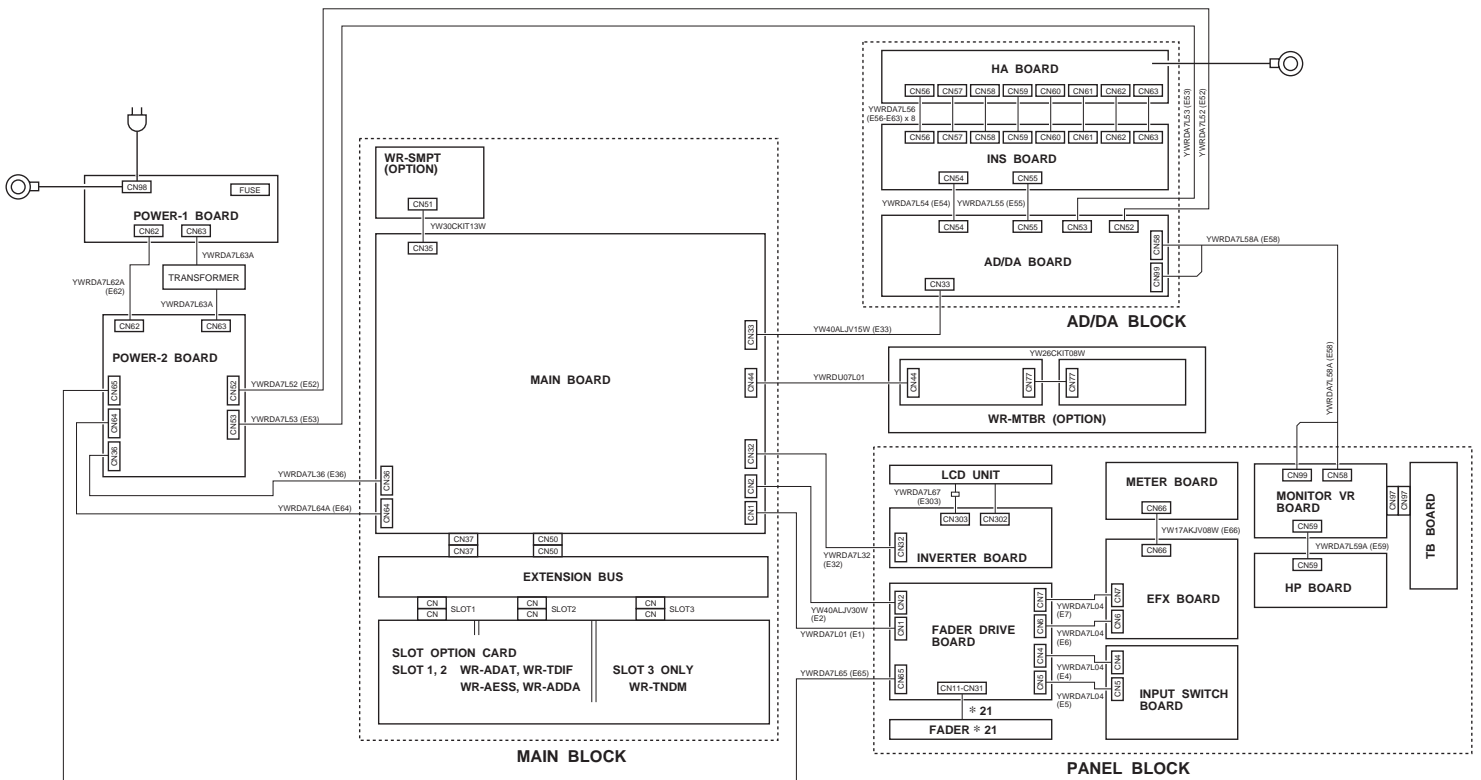 HA BOARD
CN56 CN57 CN58 CN59 CN60 CN61 CN62 CN63
YWRDA7L56
(E56-E63) x 8
CN56 CN57 CN58 CN59 CN60 CN61 CN62 CN63
INS BOARD
CN54 CN55
YWRDA7L54 (E54) YWRDA7L55 (E55)
CN54 CN55 CN53 CN52
CN58
CN99
AD/DA BOARD
CN33
AD/DA BLOCK
YWRDA7L53 (E53)
YWRDA7L52 (E52)
YWRDA7L58A (E58)
YWRDA7L58A (E58)
CN98
FUSE
POWER-1 BOARD
CN62 CN63
YWRDA7L63A
TRANSFORMER
YWRDA7L62A
(E62)
YWRDA7L63A
CN62 CN63
POWER-2 BOARD
CN65
CN64
CN36
CN52
CN53
YWRDA7L52 (E52)
YWRDA7L53 (E53)
YWRDA7L36 (E36)
YWRDA7L64A (E64)
WR-SMPT
(OPTION)
CN51
YW30CKIT13W
CN35
MAIN BOARD
CN33
CN44
CN32
CN2
CN1
CN36
CN64
CN37 CN50
CN37 CN50
EXTENSION BUS
CN CN CN
SLOT1 SLOT2 SLOT3
CN CN CN
SLOT OPTION CARD
SLOT 1, 2 WR-ADAT, WR-TDIF
WR-AESS, WR-ADDA
SLOT 3 ONLY
WR-TNDM
MAIN BLOCK
YW40ALJV15W (E33)
YWRDU07L01
YW26CKIT08W
CN44
CN77
CN77
WR-MTBR (OPTION)
LCD UNIT
YWRDA7L67
(E303)
CN303 CN302
CN32
INVERTER BOARD
YWRDA7L32
(E32)
YW40ALJV30W
(E2)
YWRDA7L01 (E1)
YWRDA7L65 (E65)
CN2
CN1
CN65
FADER DRIVE
BOARD
CN7
CN6
CN4
CN5
CN11-CN31
* 21
FADER * 21
YWRDA7L04
(E7)
YWRDA7L04
(E6)
YWRDA7L04
(E4)
YWRDA7L04
(E5)
METER BOARD
CN66
YW17AKJV08W (E66)
CN66
EFX BOARD
CN7
CN6
CN4
CN5
INPUT SWITCH
BOARD
CN99 CN58
MONITOR VR
BOARD
CN59
YWRDA7L59A (E59)
CN59
HP BOARD
CN97
CN97
TB BOARD
PANEL BLOCK